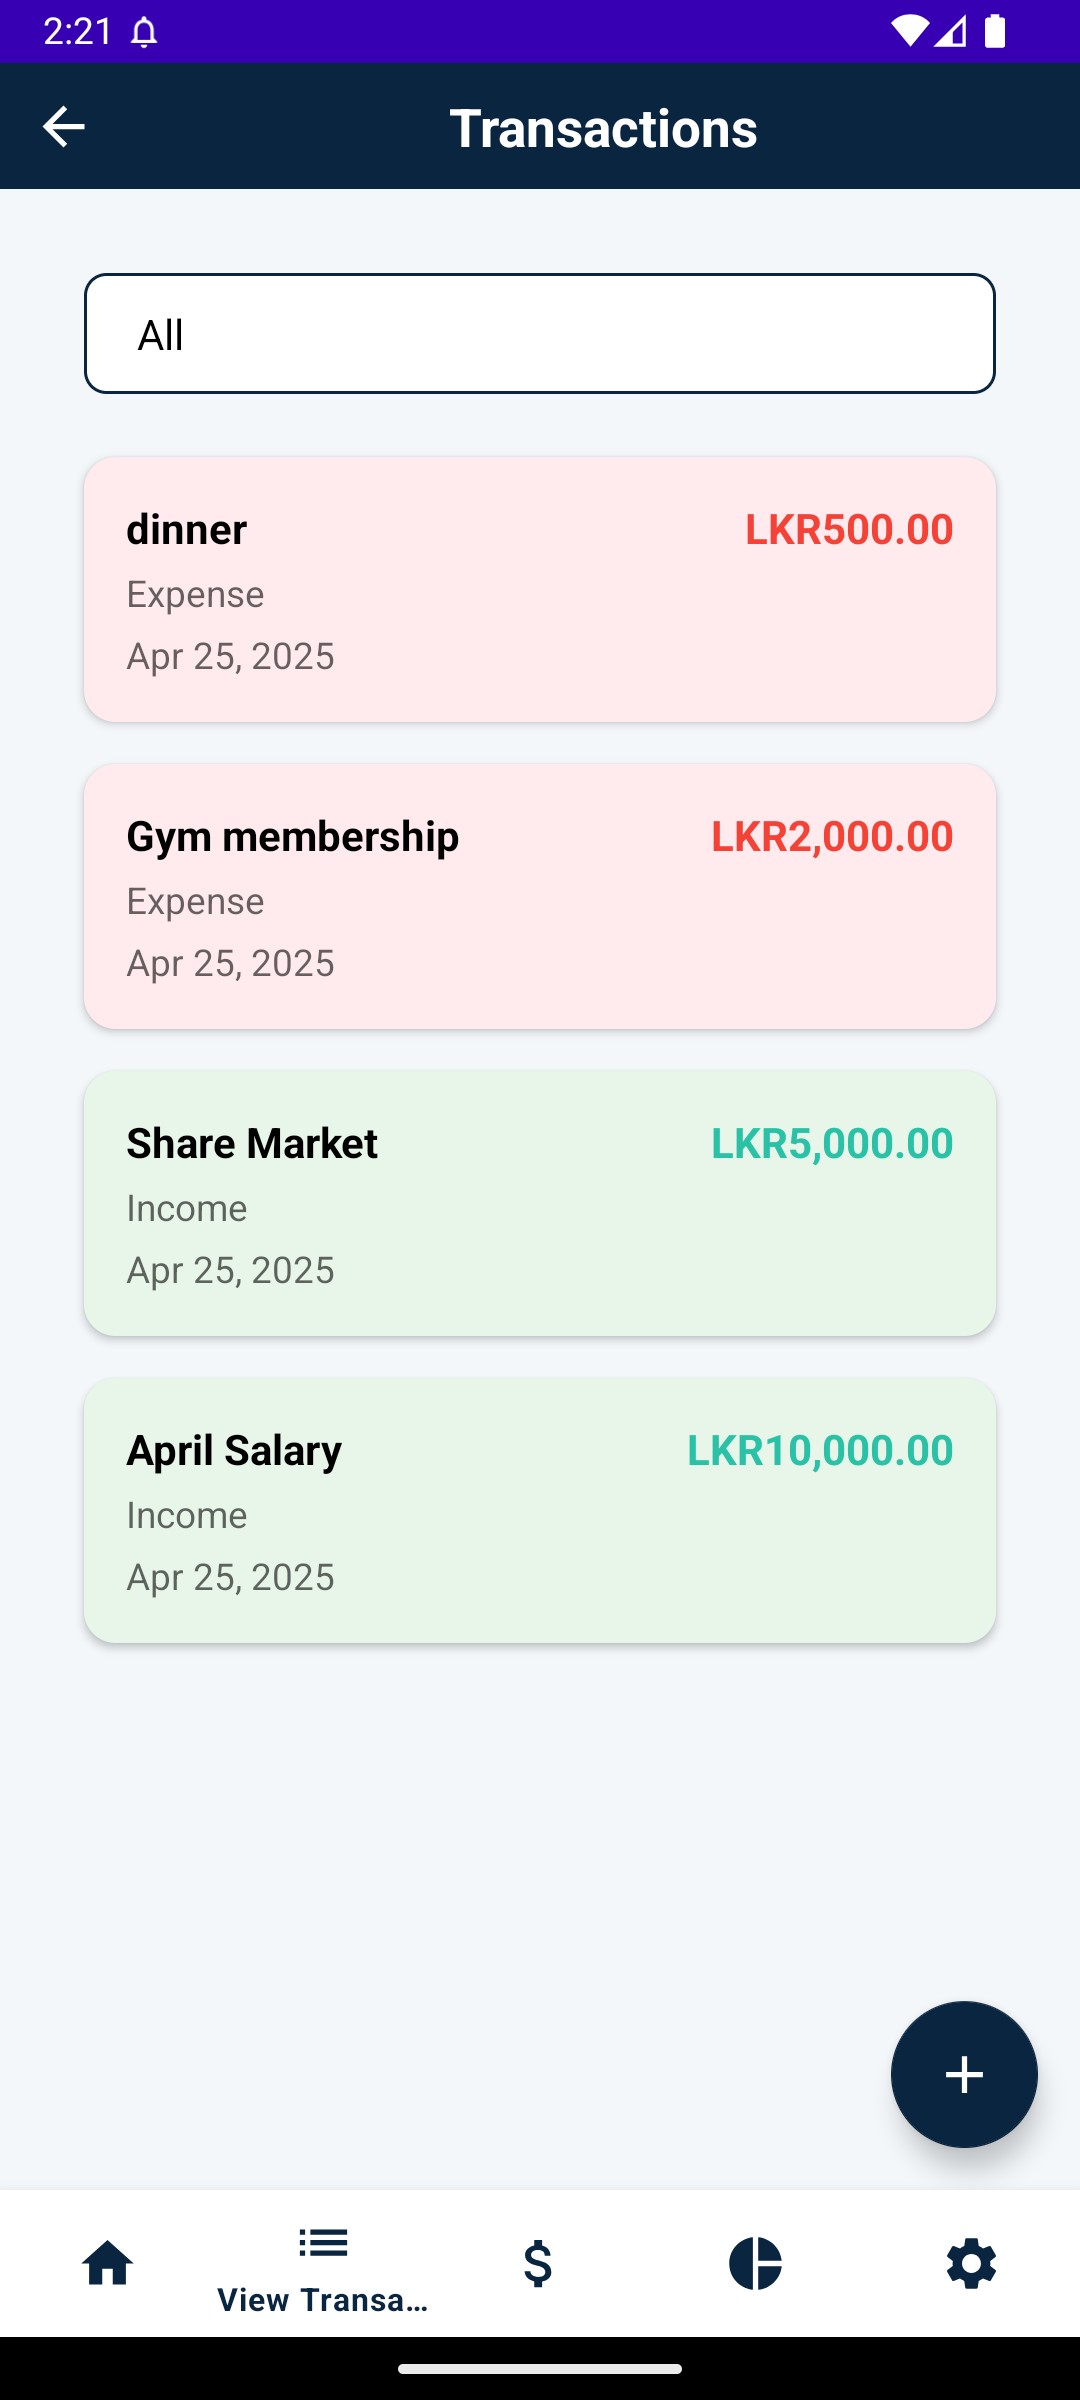 2:21
Transactions
All
dinner LKR500.00
Expense
Apr 25, 2025
Gym membership LKR2,000.00
Expense
Apr 25, 2025
Share Market LKR5,000.00
Income
Apr 25, 2025
April Salary LKR10,000.00
Income
Apr 25, 2025
View Transa...